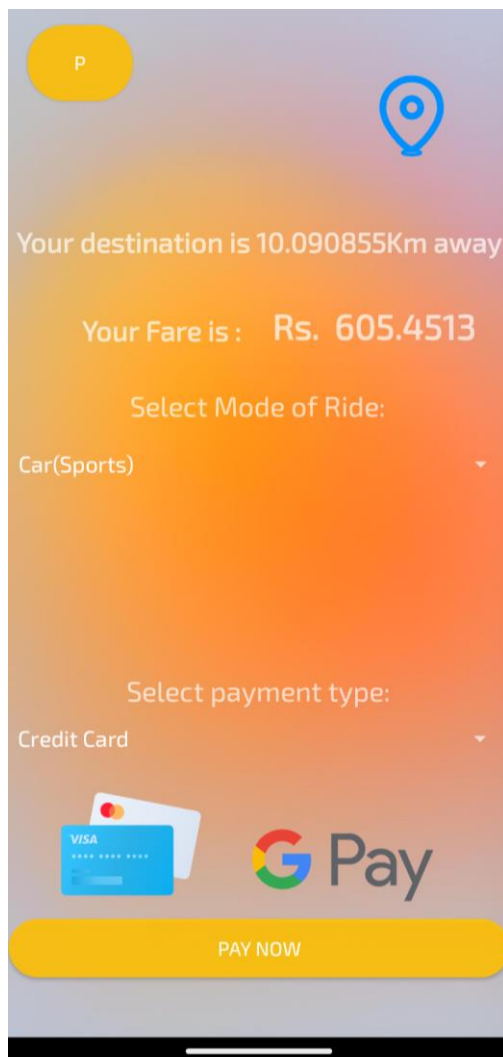 P
Your destination is 10.090855Km away
Your Fare is : Rs. 605.4513
Select Mode of Ride:
Car(Sports)
Select payment type:
Credit Card
VISA
G Pay
PAY NOW